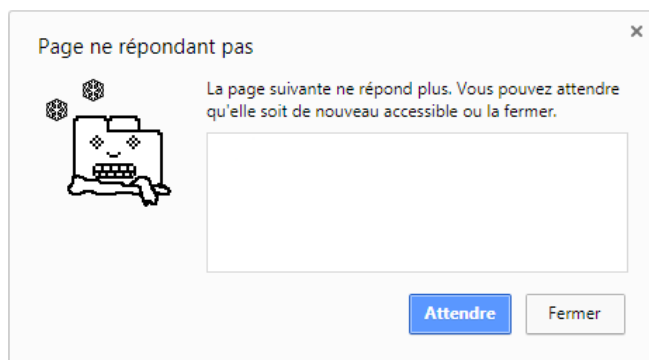 Page ne répondant pas
La page suivante ne répond plus. Vous pouvez attendre
qu'elle soit de nouveau accessible ou la fermer.
Attendre
Fermer